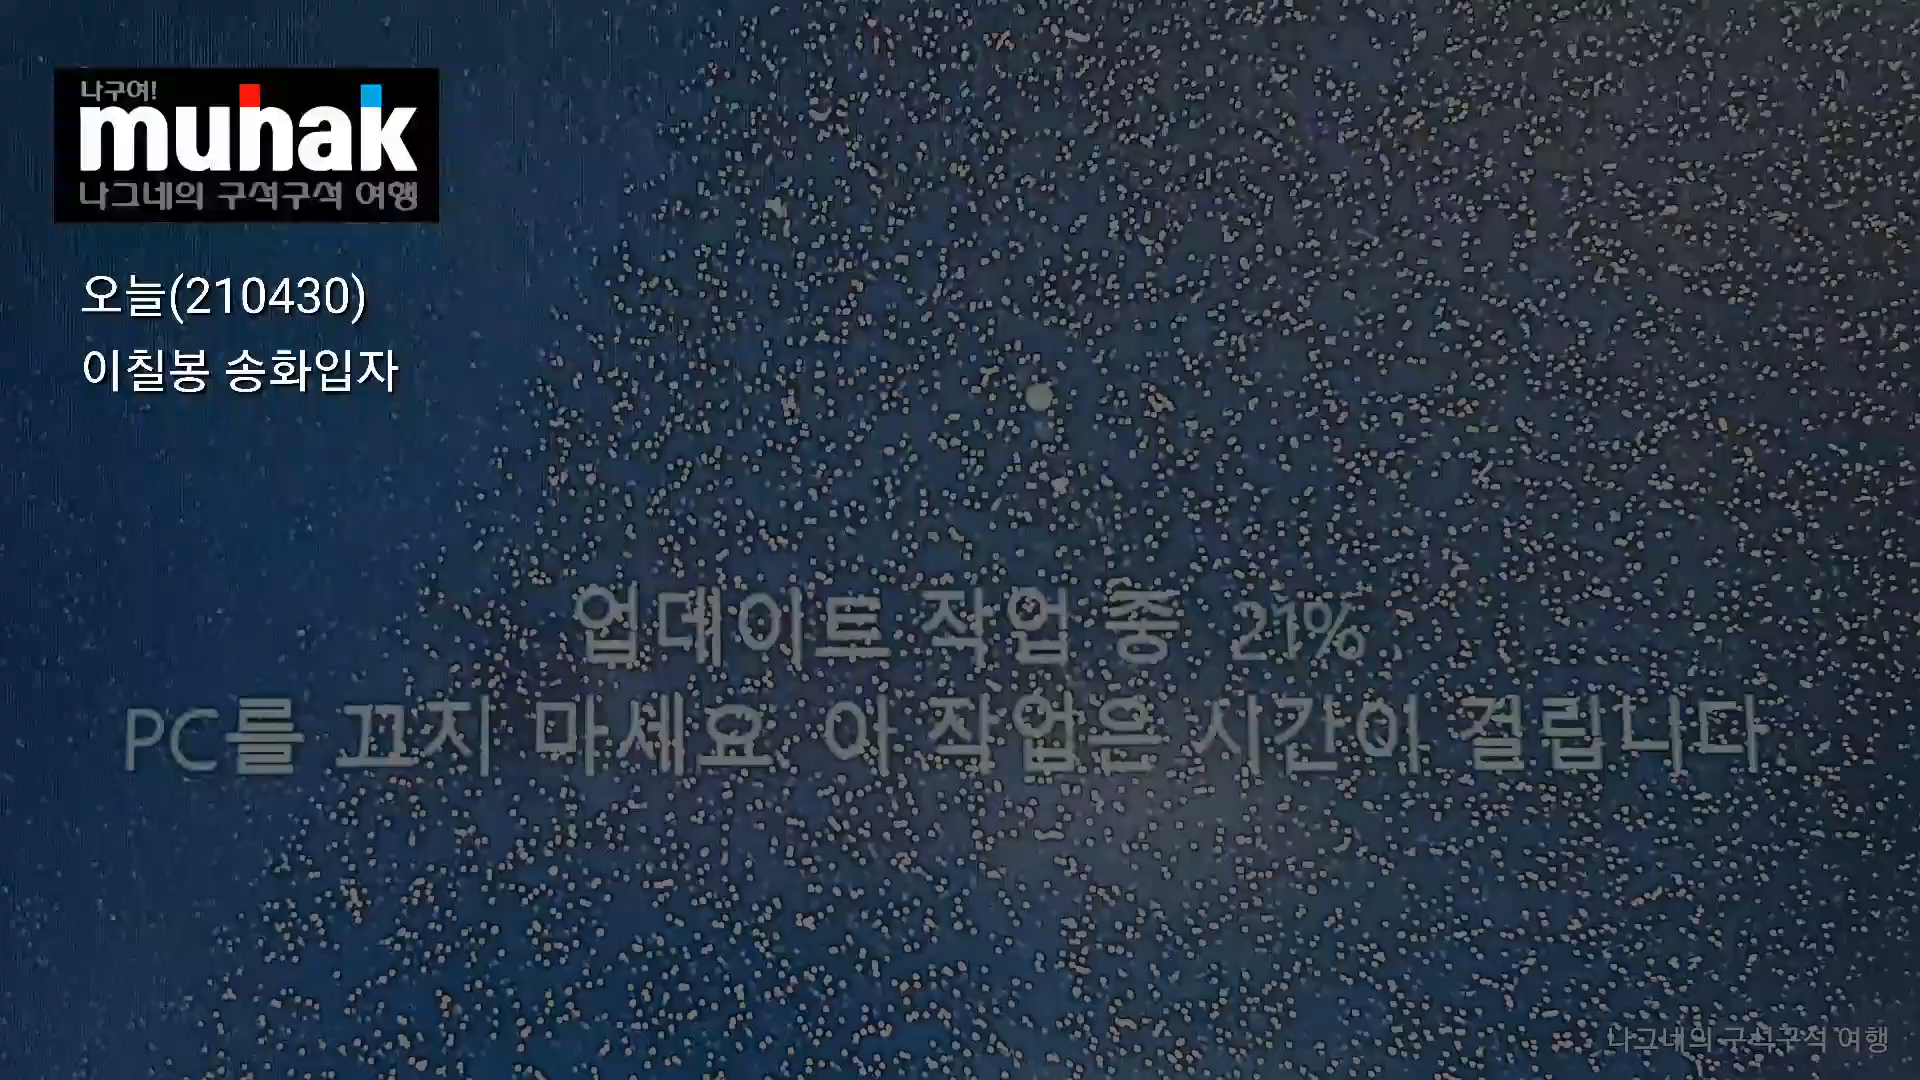 나구여!
muhak
나그네의 구석구석 여행
오늘(210430)
이칠봉 송화입자
업데이트 작업 중 21%
PC를 끄지 마세요 이 작업은 시간이 걸립니다
나그네의 구석구석 여행